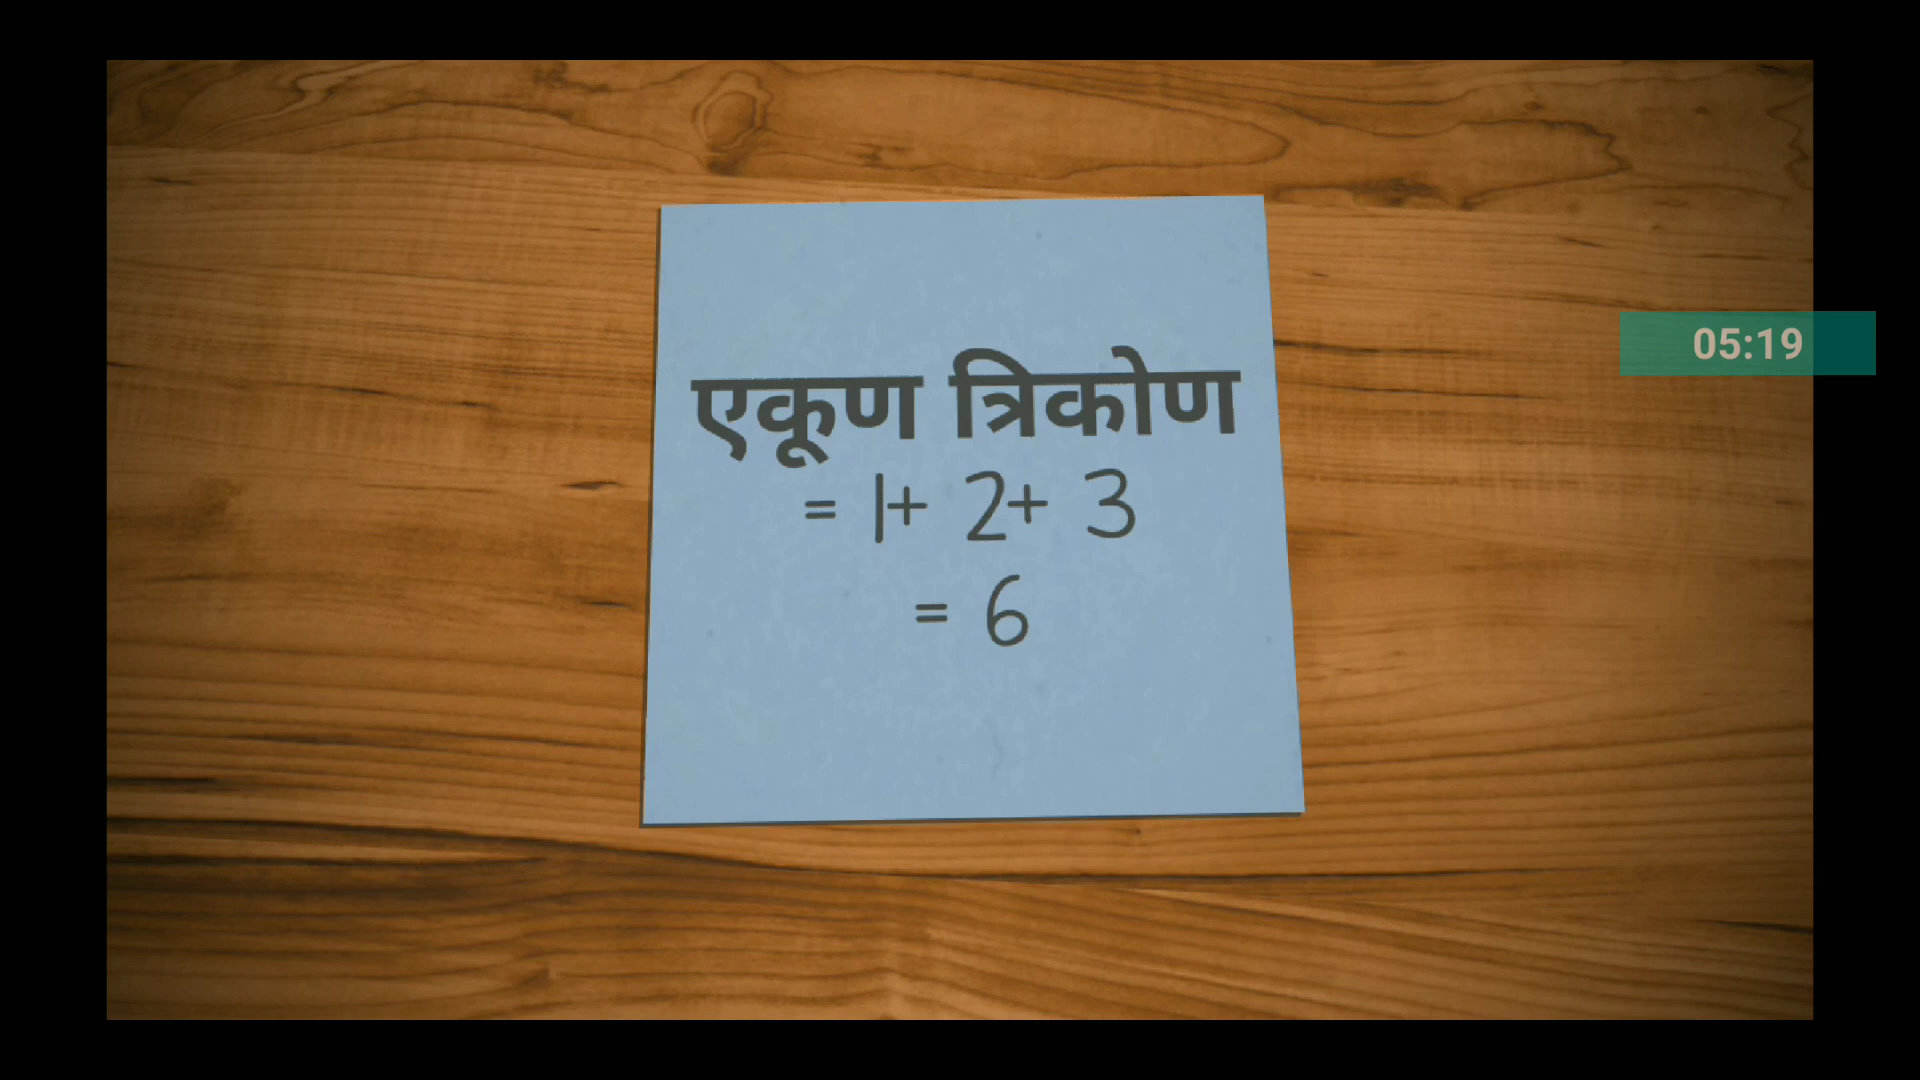 एकूण त्रिकोण
= 1+ 2+ 3
= 6
05:19